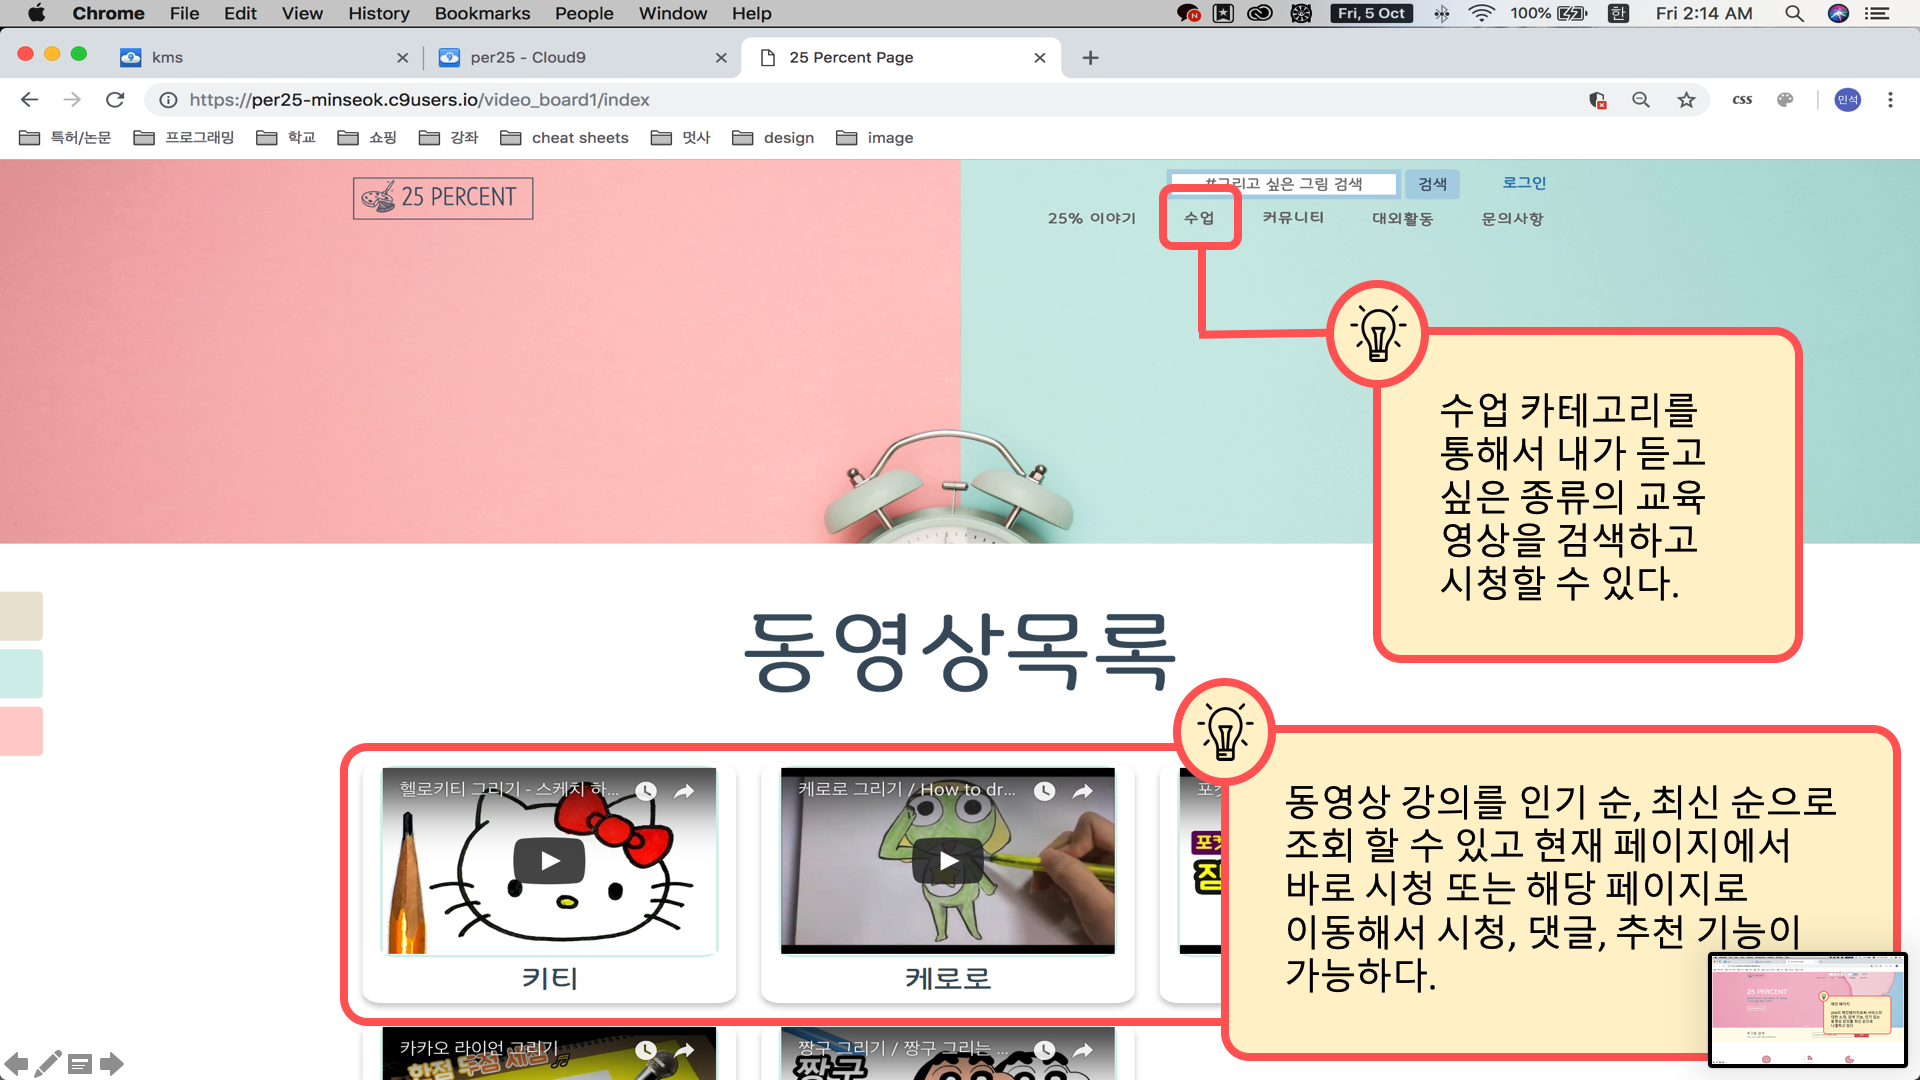 Chrome File Edit View History Bookmarks People Window Help
Fri, 5 Oct 100% 한 Fri 2:14 AM
kms
per25 - Cloud9
25 Percent Page
https://per25-minseok.c9users.io/video_board1/index
css
민석
특허/논문 프로그래밍 학교 쇼핑 강좌 cheat sheets 멋사 design image
25 PERCENT
#그리고 싶은 그림 검색 검색 로그인
25% 이야기 수업 커뮤니티 대외활동 문의사항
수업 카테고리를
통해서 내가 듣고
싶은 종류의 교육
영상을 검색하고
시청할 수 있다.
동영상목록
헬로키티 그리기 - 스케치 하...
키티
케로로 그리기 / How to dr...
케로로
포켓
동영상 강의를 인기 순, 최신 순으로
조회 할 수 있고 현재 페이지에서
바로 시청 또는 해당 페이지로
이동해서 시청, 댓글, 추천 기능이
가능하다.
카카오 라이언 그리기
짱구 그리기 / 짱구 그리는 ...
짱구
25 PERCENT